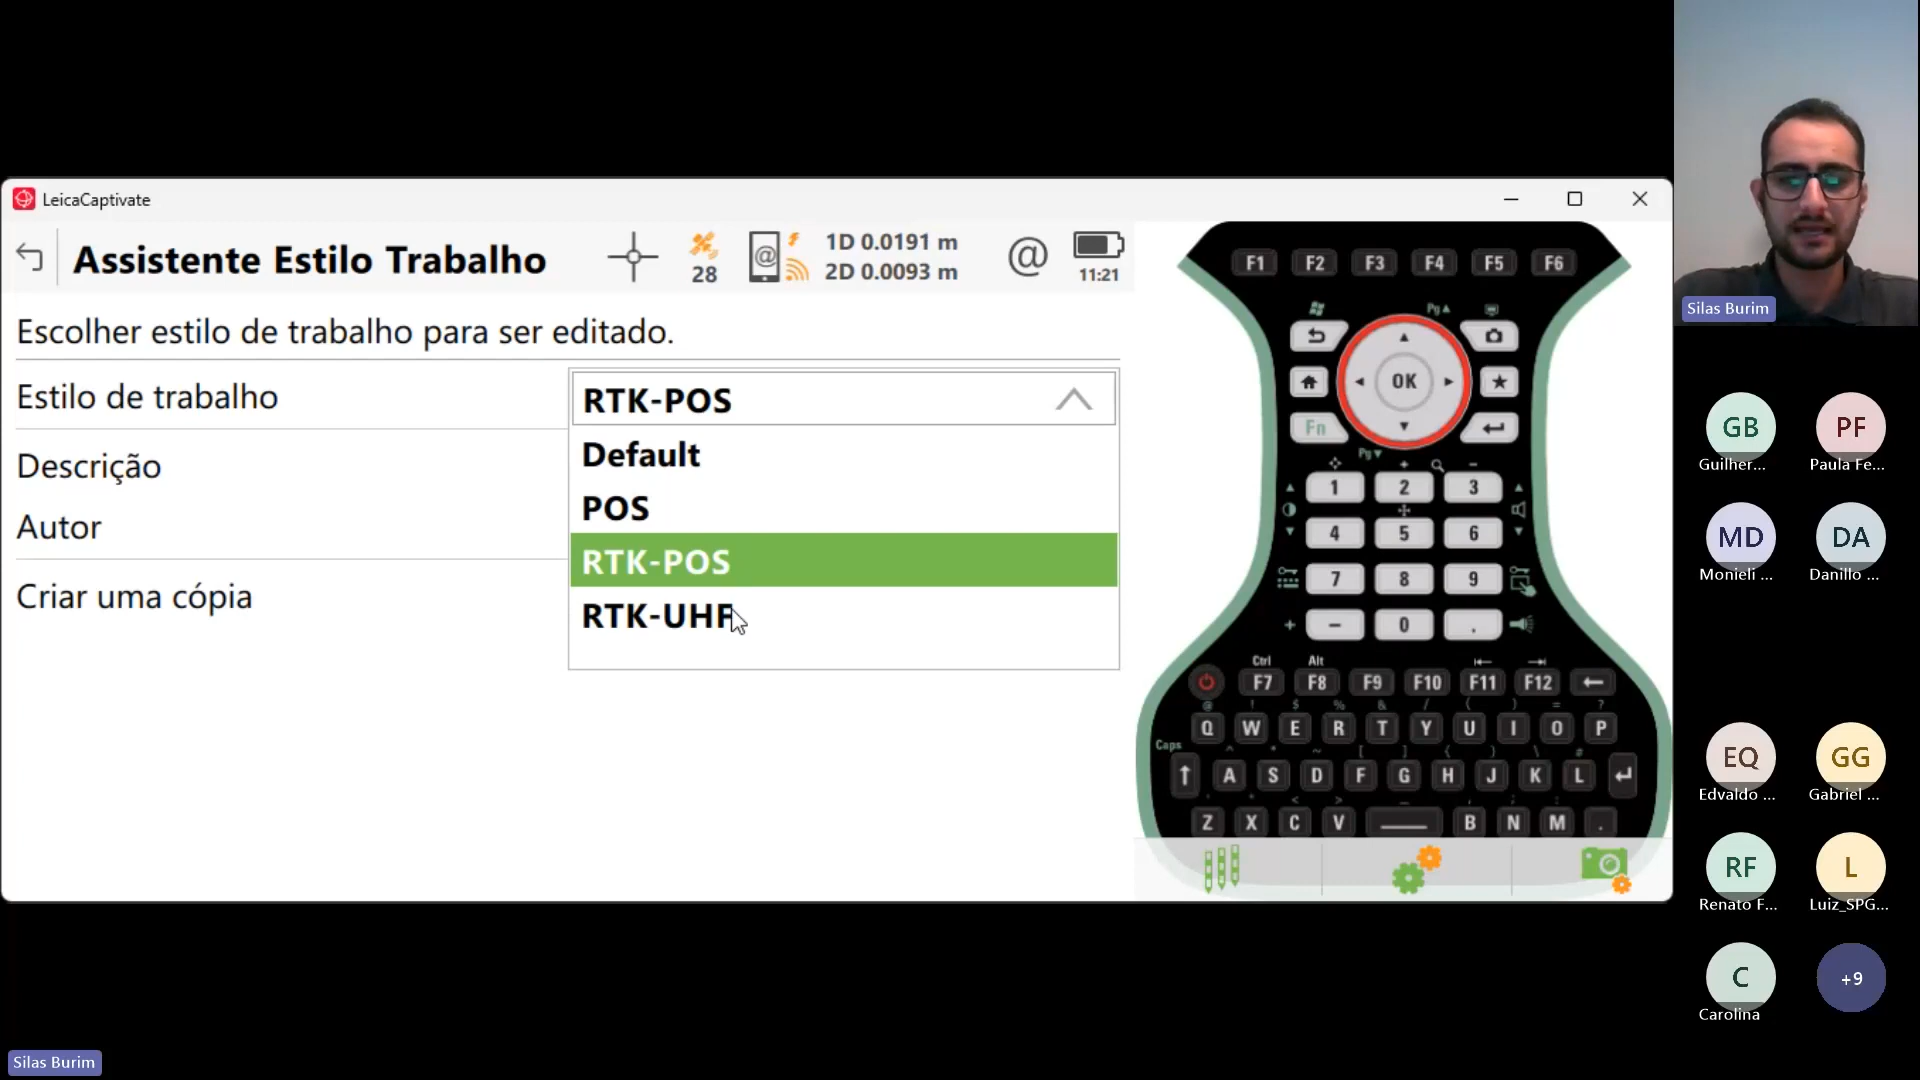 LeicaCaptivate
Assistente Estilo Trabalho
28
@
1D 0.0191 m
2D 0.0093 m
@
11:21
Escolher estilo de trabalho para ser editado.
Estilo de trabalho
RTK-POS
Default
Descrição
POS
Autor
RTK-POS
Criar uma cópia
RTK-UHF
F1 F2 F3 F4 F5 F6
Pg
OK
Fn
Pg
1 2 3
4 5 6
7 8 9
+ - 0 .
Ctrl Alt
F7 F8 F9 F10 F11 F12
@ ! $ % & / ( ) = ?
Q W E R T Y U I O P
Caps
A S D F G H J K L
Z X C V B N M .
Silas Burim
GB
Guilher...
PF
Paula Fe...
MD
Monieli ...
DA
Danillo ...
EQ
Edvaldo ...
GG
Gabriel ...
RF
Renato F...
L
Luiz_SPG...
C
Carolina
+9
Silas Burim